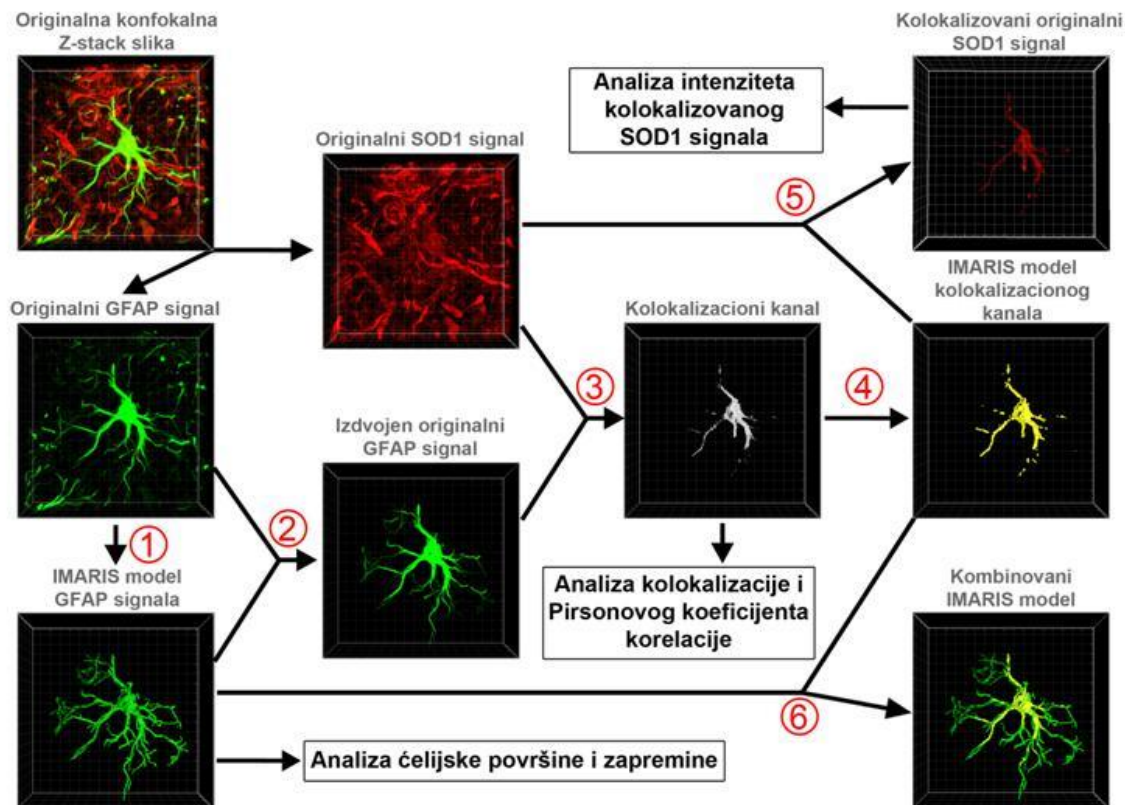 Originalna konfokalna
Z-stack slika
Kolokalizovani originalni
SOD1 signal
Analiza intenziteta
kolokalizovanog
SOD1 signala
Originalni SOD1 signal
⑤
IMARIS model
kolokalizacionog
kanala
Originalni GFAP signal
Kolokalizacioni kanal
③
④
Izdvojen originalni
GFAP signal
①
②
IMARIS model
GFAP signala
Analiza kolokalizacije i
Pirsonovog koeficijenta
korelacije
Kombinovani
IMARIS model
⑥
Analiza ćelijske površine i zapremine